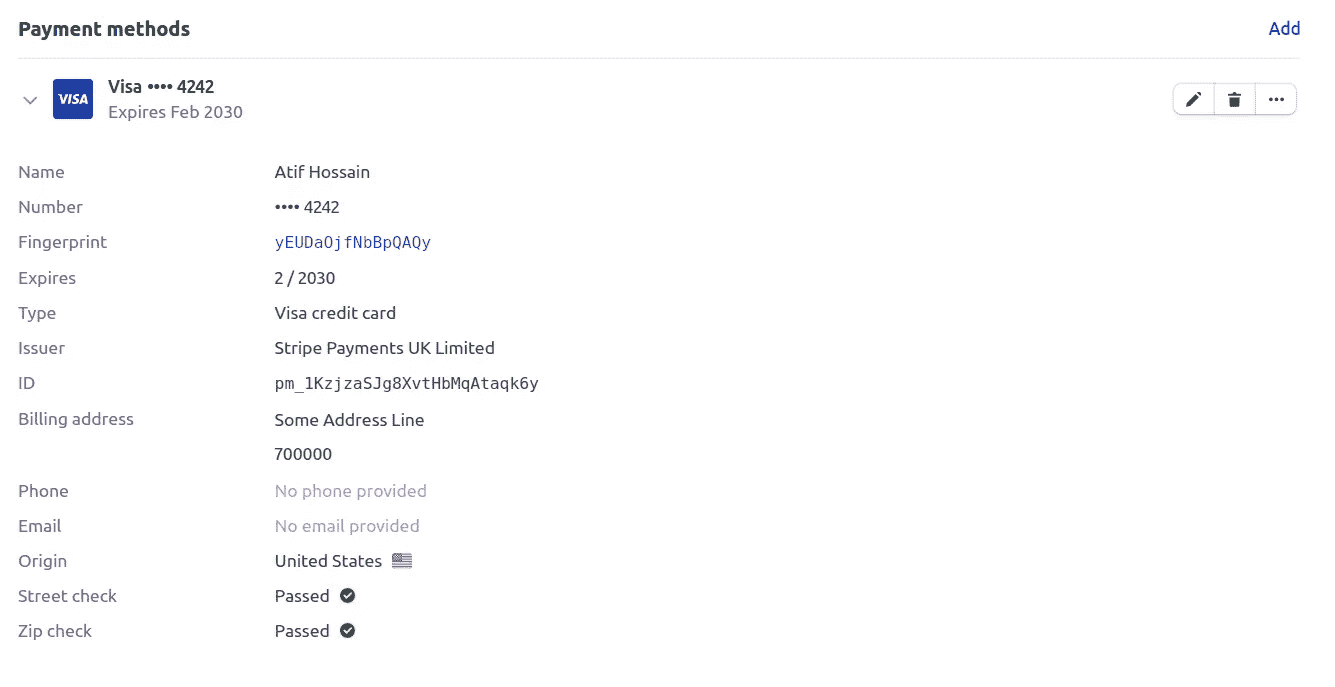 Payment methods Add
VISA Visa •••• 4242
Expires Feb 2030
Name Atif Hossain
Number •••• 4242
Fingerprint yEUDaOjfNbBpQAQy
Expires 2 / 2030
Type Visa credit card
Issuer Stripe Payments UK Limited
ID pm_1KzjzaSJg8XvtHbMqAtaqk6y
Billing address Some Address Line
700000
Phone No phone provided
Email No email provided
Origin United States
Street check Passed
Zip check Passed